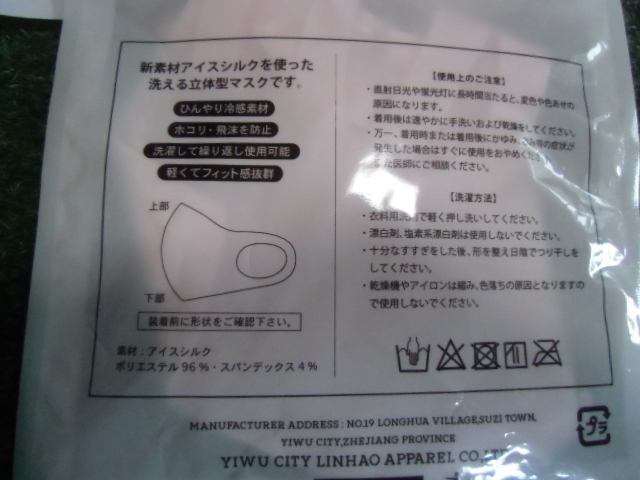 新素材アイスシルクを使った
洗える立体型マスクです。
ひんやり冷感素材
ホコリ・飛沫を防止
洗濯して繰り返し使用可能
軽くてフィット感抜群
上部
下部
装着前に形状をご確認下さい。
素材：アイスシルク
ポリエステル96%・スパンデックス4%
【使用上のご注意】
・直射日光や蛍光灯に長時間当たると、変色や色あせの
原因になります。
・着用後は速やかに手洗いおよび乾燥をしてください。
・万一、着用時または着用後にかゆみ、等の症状が
発生した場合はすぐに使用をおやめください
医師にご相談ください。
【洗濯方法】
・衣料用洗剤で軽く押し洗いしてください。
・漂白剤、塩素系漂白剤は使用しないでください。
・十分なすすぎをした後、形を整え日陰でつり干しを
してください。
・乾燥機やアイロンは縮み、色落ちの原因となりますの
で使用しないでください。
MANUFACTURER ADDRESS : NO.19 LONGHUA VILLAGE,SUZI TOWN,
YIWU CITY,ZHEJIANG PROVINCE
YIWU CITY LINHAO APPAREL CO.,LTD
プラ